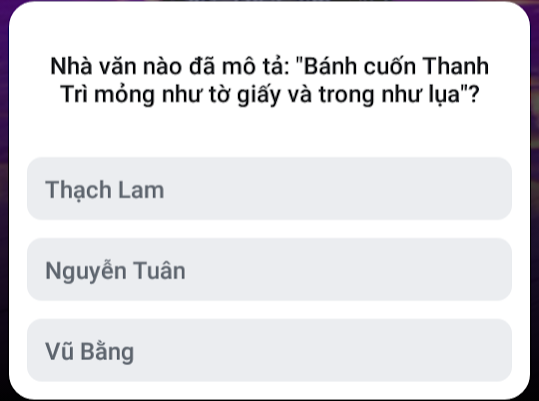 Nhà văn nào đã mô tả: "Bánh cuốn Thanh
Trì mỏng như tờ giấy và trong như lụa"?
Thạch Lam
Nguyễn Tuân
Vũ Bằng